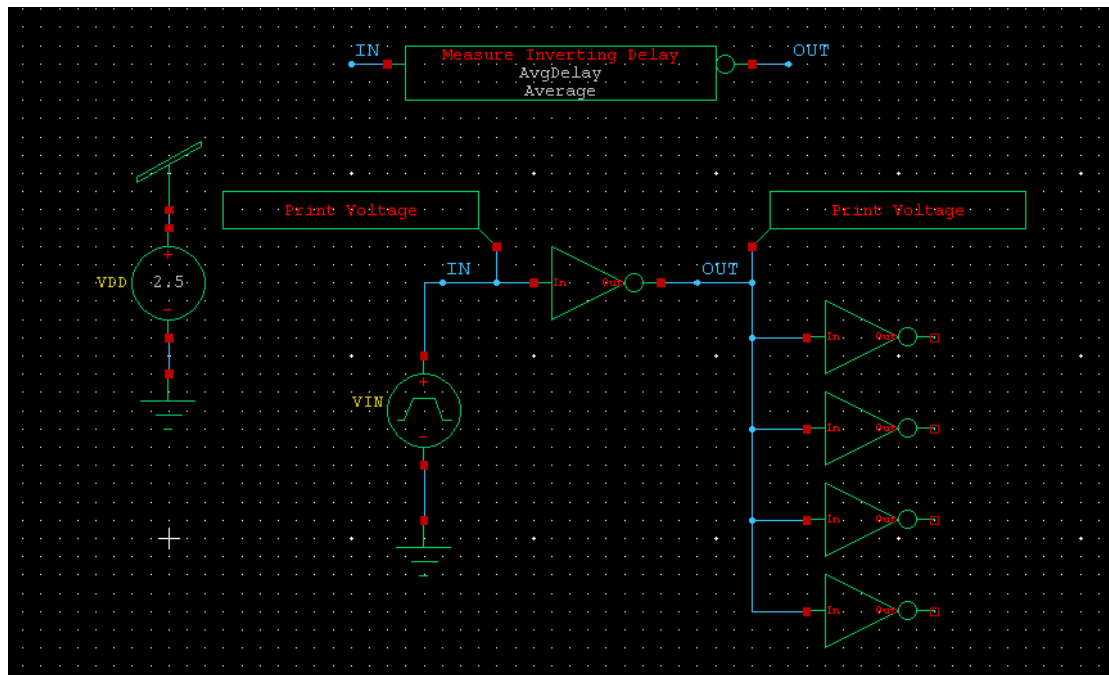 IN
Measure Inverting Delay
OUT
AvgDelay
Average
Print Voltage
Print Voltage
+
VDD
2.5
-
IN
In
Out
OUT
In
Out
+
VIN
-
In
Out
In
Out
In
Out